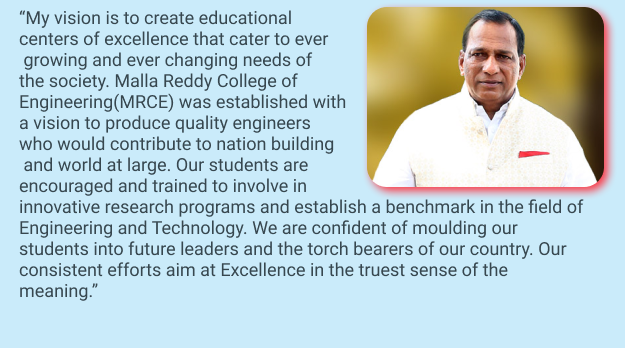 “My vision is to create educational
centers of excellence that cater to ever
growing and ever changing needs of
the society. Malla Reddy College of
Engineering(MRCE) was established with
a vision to produce quality engineers
who would contribute to nation building
and world at large. Our students are
encouraged and trained to involve in
innovative research programs and establish a benchmark in the field of
Engineering and Technology. We are confident of moulding our
students into future leaders and the torch bearers of our country. Our
consistent efforts aim at Excellence in the truest sense of the
meaning.”